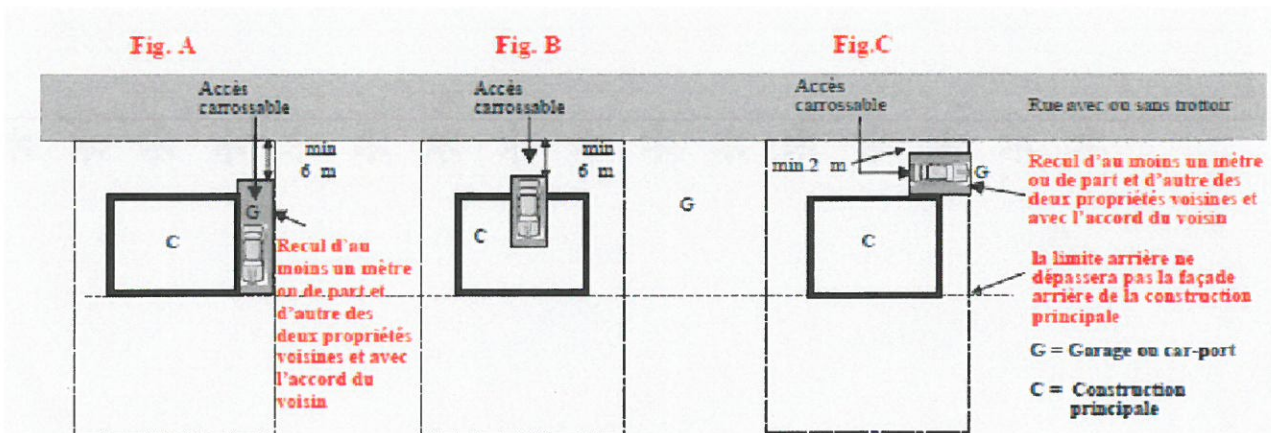 Fig. A
Fig. B
Fig.C
Accès
carrossable
Accès
carrossable
Accès
carrossable
Rue avec ou sans trottoir
min
6 m
min
6 m
min.2 m
G
C
C
G
G
C
Recul d'au
moins un mètre
ou de part et
d'autre des
deux propriétés
voisines et avec
l'accord du
voisin
Recul d'au moins un mètre
ou de part et d'autre des
deux propriétés voisines et
avec l'accord du voisin
la limite arrière ne
dépassera pas la façade
arrière de la construction
principale
G = Garage ou car-port
C = Construction
principale